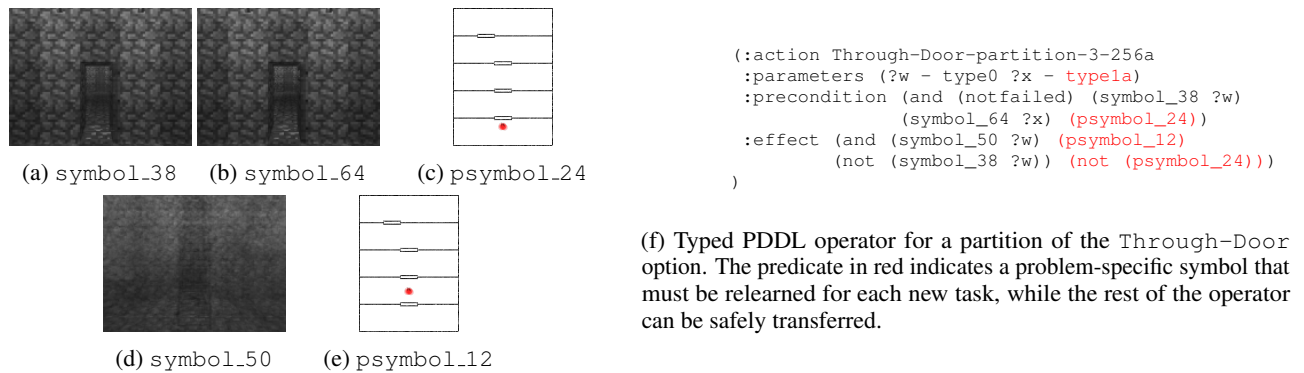 (a) symbol_38
(b) symbol_64
(c) psymbol_24
(d) symbol_50
(e) psymbol_12
(:action Through-Door-partition-3-256a
:parameters (?w - type0 ?x - type1a)
:precondition (and (notfailed) (symbol_38 ?w)
(symbol_64 ?x) (psymbol_24))
:effect (and (symbol_50 ?w) (psymbol_12)
(not (symbol_38 ?w)) (not (psymbol_24)))
)
(f) Typed PDDL operator for a partition of the Through-Door
option. The predicate in red indicates a problem-specific symbol that
must be relearned for each new task, while the rest of the operator
can be safely transferred.